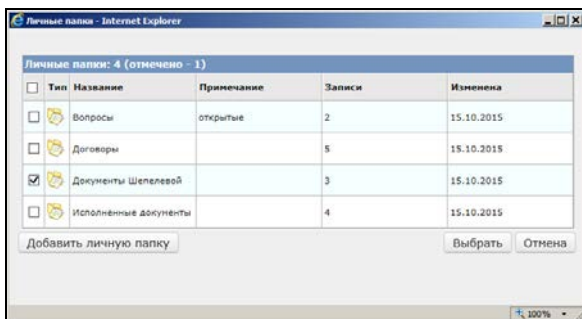 Личные папки - Internet Explorer
Личные папки: 4 (отмечено - 1)
Тип Название Примечание Записи Изменена
Вопросы открытые 2 15.10.2015
Договоры 5 15.10.2015
Документы Шепелевой 3 15.10.2015
Исполненные документы 4 15.10.2015
Добавить личную папку Выбрать Отмена
100%